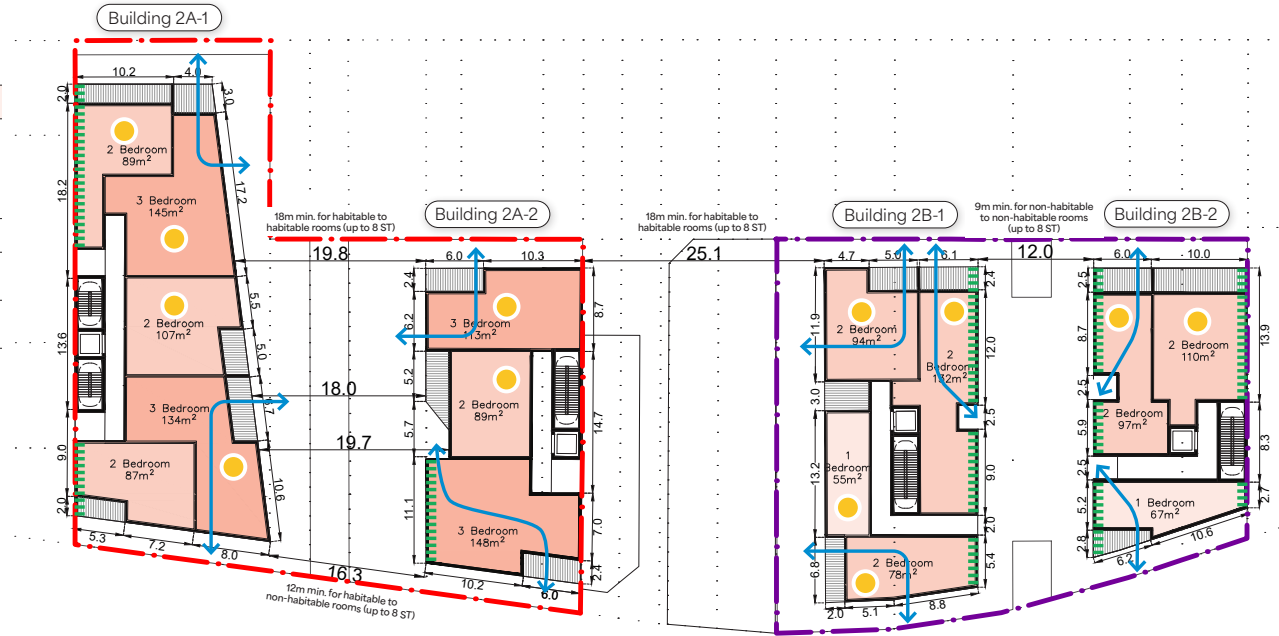 Building 2A-1
10.2
4.0
2.0
3.0
2 Bedroom
89m²
18.2
3 Bedroom
145m²
17.2
2 Bedroom
107m²
5.5
5.0
13.6
3 Bedroom
134m²
2 Bedroom
87m²
9.0
2.0
10.6
5.3
7.2
8.0
18m min. for habitable to
habitable rooms (up to 8 ST)
19.8
18.0
19.7
16.3
12m min. for habitable to
non-habitable rooms (up to 8 ST)
Building 2A-2
6.0
10.3
2.4
8.7
6.2
3 Bedroom
113m²
5.2
2 Bedroom
89m²
5.7
14.7
11.1
3 Bedroom
148m²
7.0
2.4
10.2
6.0
18m min. for habitable to
habitable rooms (up to 8 ST)
25.1
Building 2B-1
4.7
5.0
6.1
2.4
11.9
2 Bedroom
94m²
12.0
2
Bedroom
132m²
3.0
2.5
13.2
1
Bedroom
55m²
9.0
2.0
6.8
2 Bedroom
78m²
5.4
2.0
5.1
8.8
9m min. for non-habitable
to non-habitable rooms
(up to 8 ST)
12.0
Building 2B-2
6.0
10.0
2.5
8.7
2 Bedroom
110m²
13.9
2.5
2 Bedroom
97m²
5.9
8.3
2.5
5.2
1 Bedroom
67m²
2.7
2.8
6.2
10.6